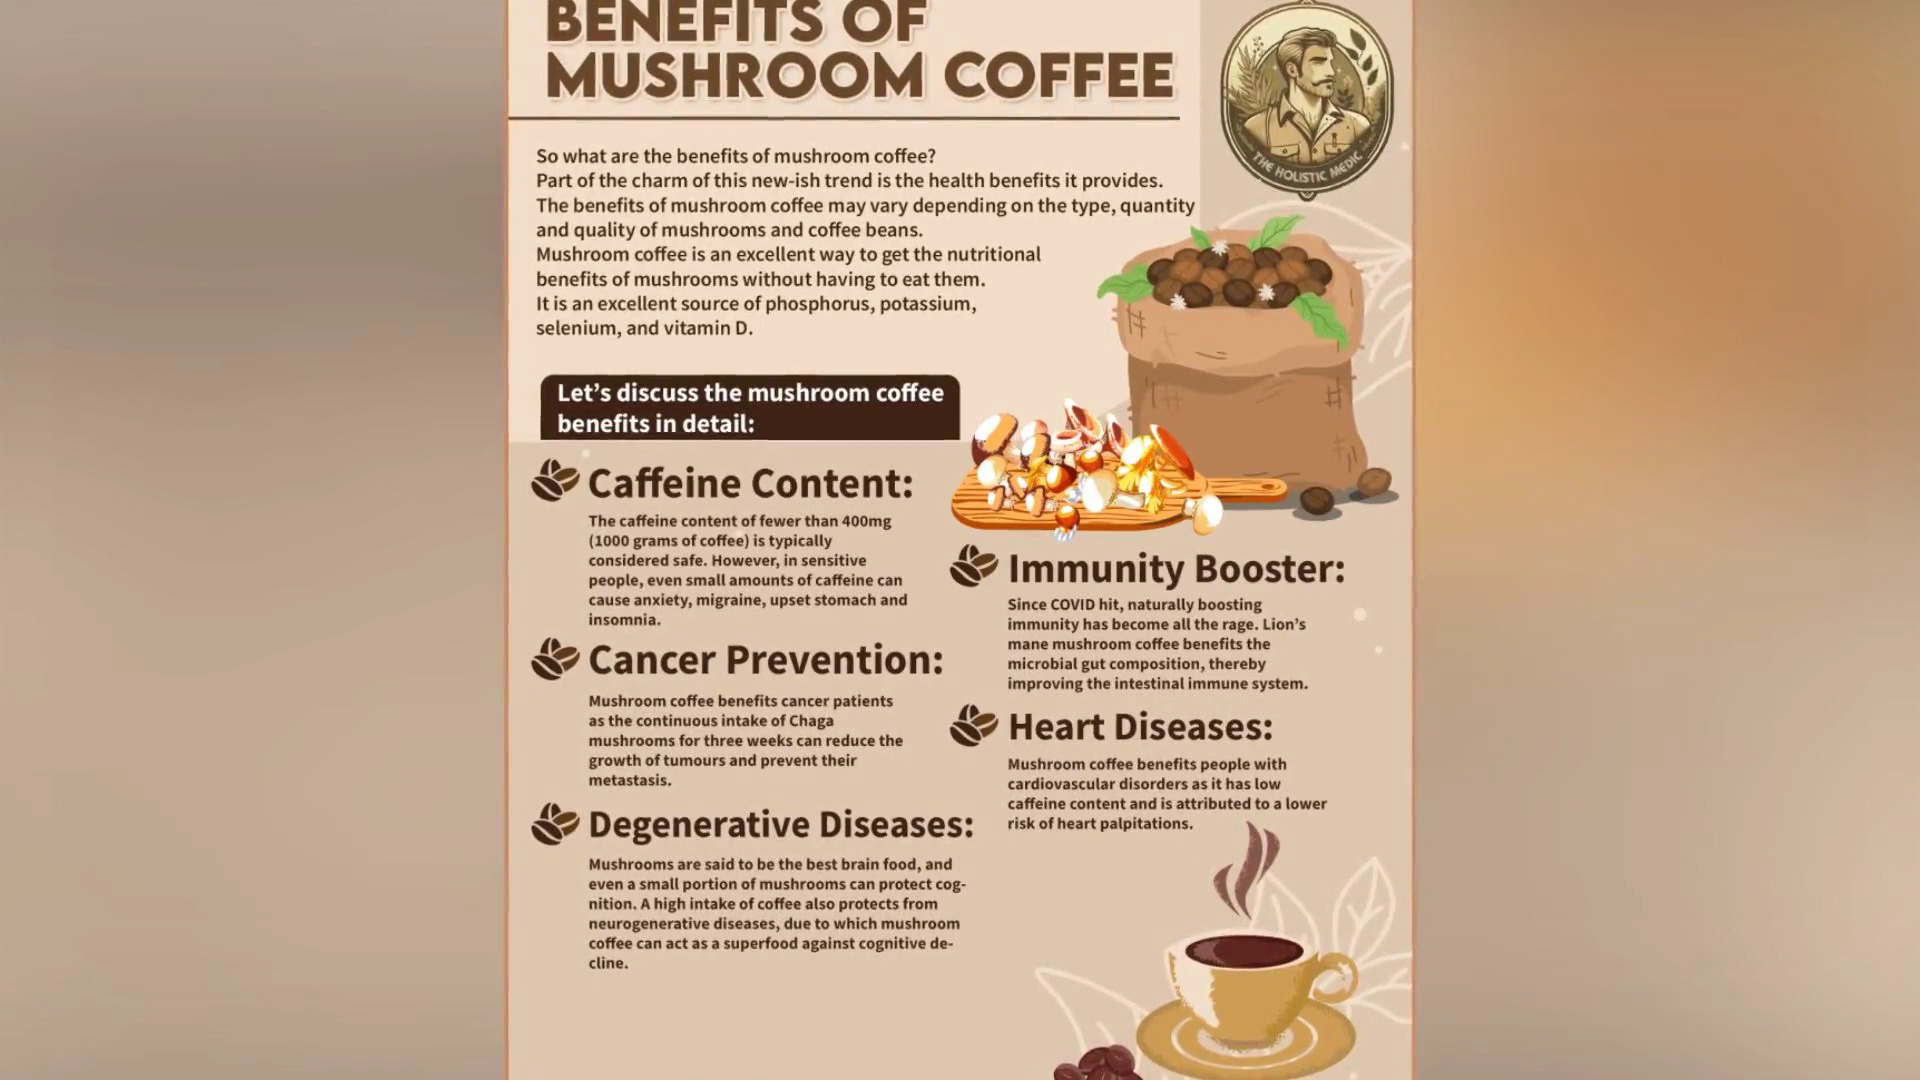 BENEFITS OF
MUSHROOM COFFEE
THE HOLISTIC MEDIC
So what are the benefits of mushroom coffee?
Part of the charm of this new-ish trend is the health benefits it provides.
The benefits of mushroom coffee may vary depending on the type, quantity
and quality of mushrooms and coffee beans.
Mushroom coffee is an excellent way to get the nutritional
benefits of mushrooms without having to eat them.
It is an excellent source of phosphorus, potassium,
selenium, and vitamin D.
Let's discuss the mushroom coffee
benefits in detail:
Caffeine Content:
The caffeine content of fewer than 400mg
(1000 grams of coffee) is typically
considered safe. However, in sensitive
people, even small amounts of caffeine can
cause anxiety, migraine, upset stomach and
insomnia.
Cancer Prevention:
Mushroom coffee benefits cancer patients
as the continuous intake of Chaga
mushrooms for three weeks can reduce the
growth of tumours and prevent their
metastasis.
Degenerative Diseases:
Mushrooms are said to be the best brain food, and
even a small portion of mushrooms can protect cog-
nition. A high intake of coffee also protects from
neurogenerative diseases, due to which mushroom
coffee can act as a superfood against cognitive de-
cline.
Immunity Booster:
Since COVID hit, naturally boosting
immunity has become all the rage. Lion's
mane mushroom coffee benefits the
microbial gut composition, thereby
improving the intestinal immune system.
Heart Diseases:
Mushroom coffee benefits people with
cardiovascular disorders as it has low
caffeine content and is attributed to a lower
risk of heart palpitations.